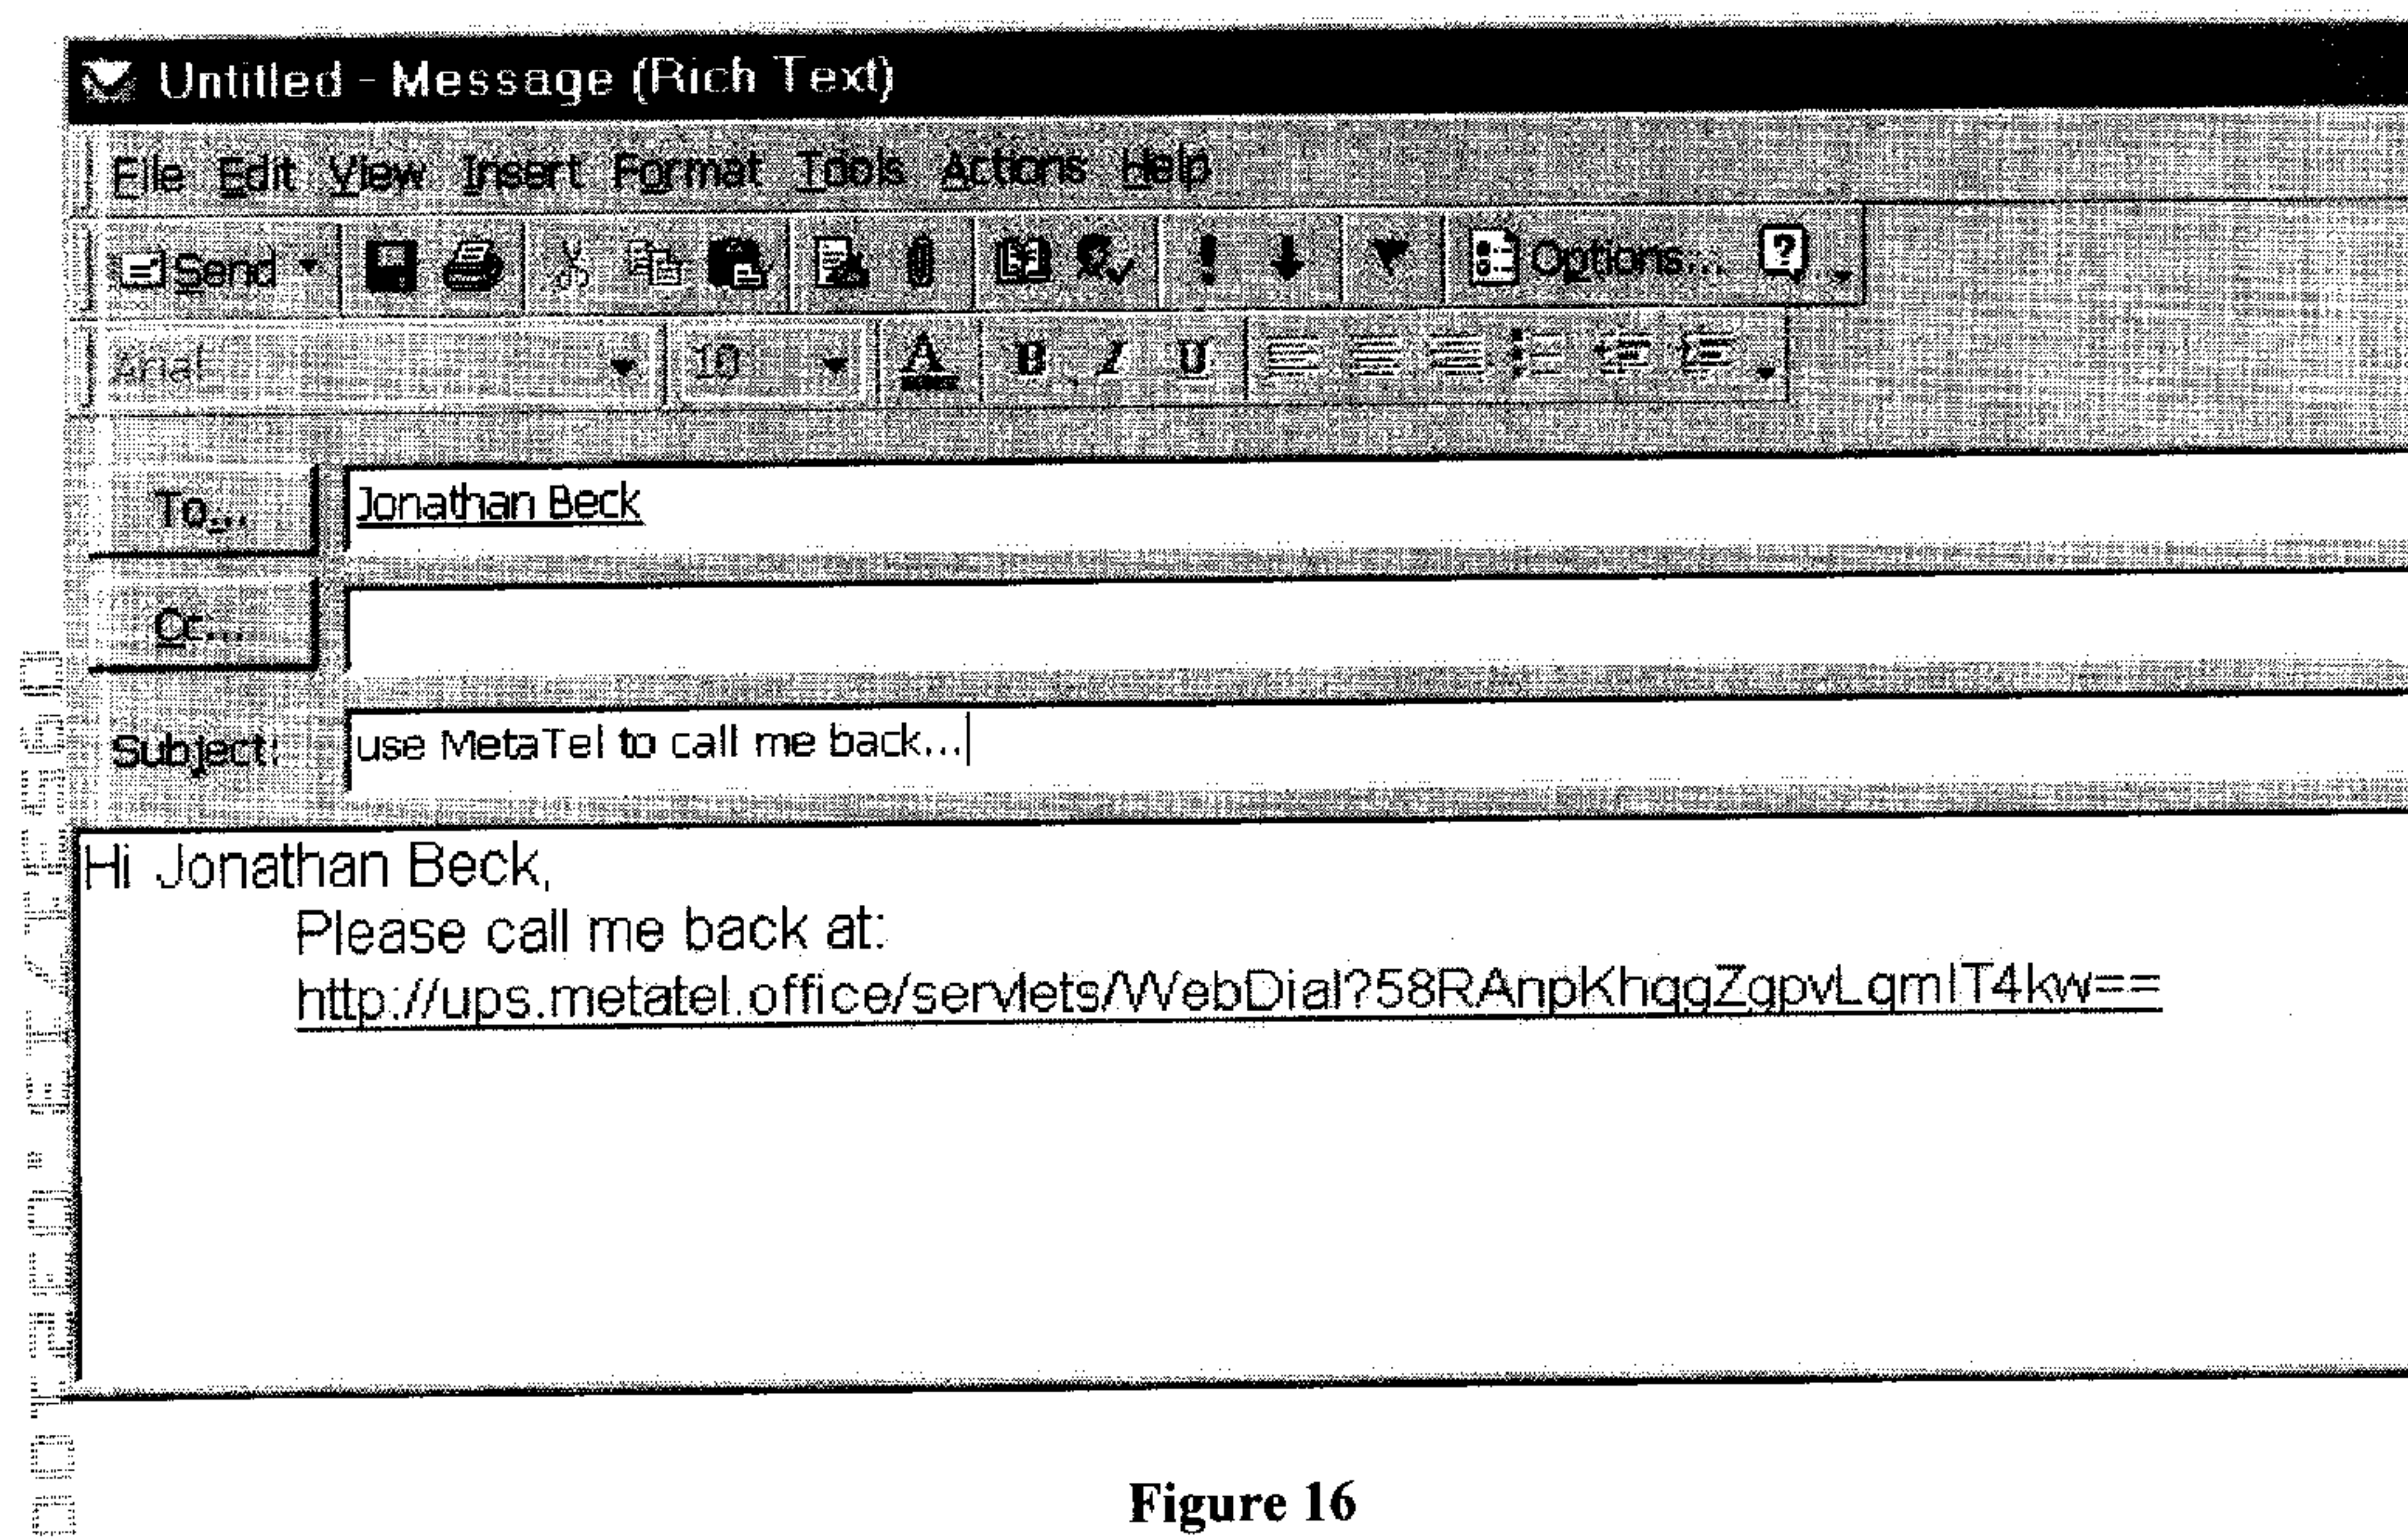 Untitled - Message (Rich Text)
File Edit View Insert Format Tools Actions Help
Send Options...
Arial 10 A B I U
To... Jonathan Beck
Cc...
Subject: use MetaTel to call me back...
Hi Jonathan Beck,
Please call me back at:
http://ups.metatel.office/servlets/WebDial?58RAnpKhqgZgpvLqmIT4kw==
Figure 16